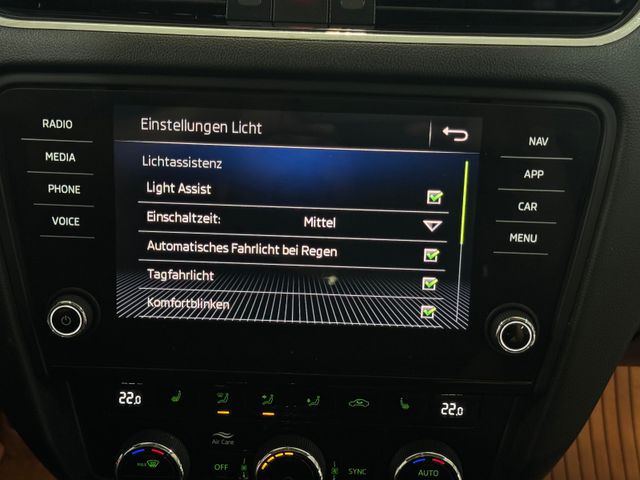 RADIO
MEDIA
PHONE
VOICE
Einstellungen Licht
Lichtassistenz
Light Assist
Einschaltzeit: Mittel
Automatisches Fahrlicht bei Regen
Tagfahrlicht
Komfortblinken
NAV
APP
CAR
MENU
22.0
22.0
Air Care
MAX
OFF
SYNC
AUTO